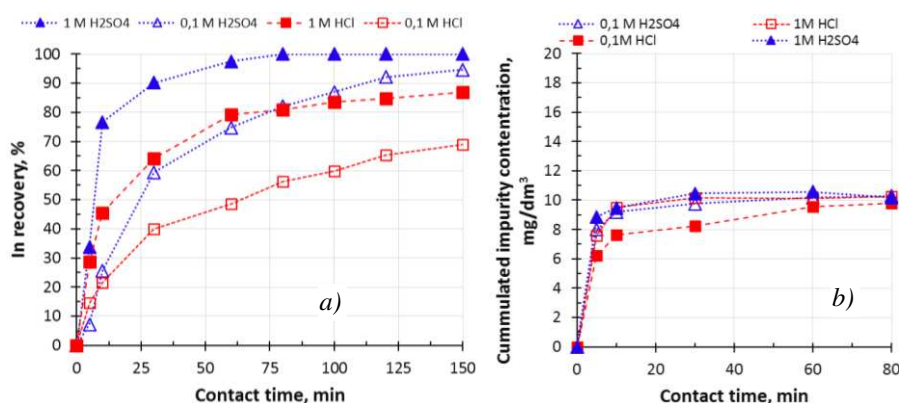 1 M H2SO4 0,1 M H2SO4 1 M HCl 0,1M HCl
100
90
80
70
60
50
40
30
20
10
0
0 25 50 75 100 125 150
In recovery, %
Contact time, min
a)
0,1M H2SO4 1M HCl
0,1M HCl 1M H2SO4
20
18
16
14
12
10
8
6
4
2
0
0 20 40 60 80
Cummulated impurity contentration,
mg/dm³
Contact time, min
b)